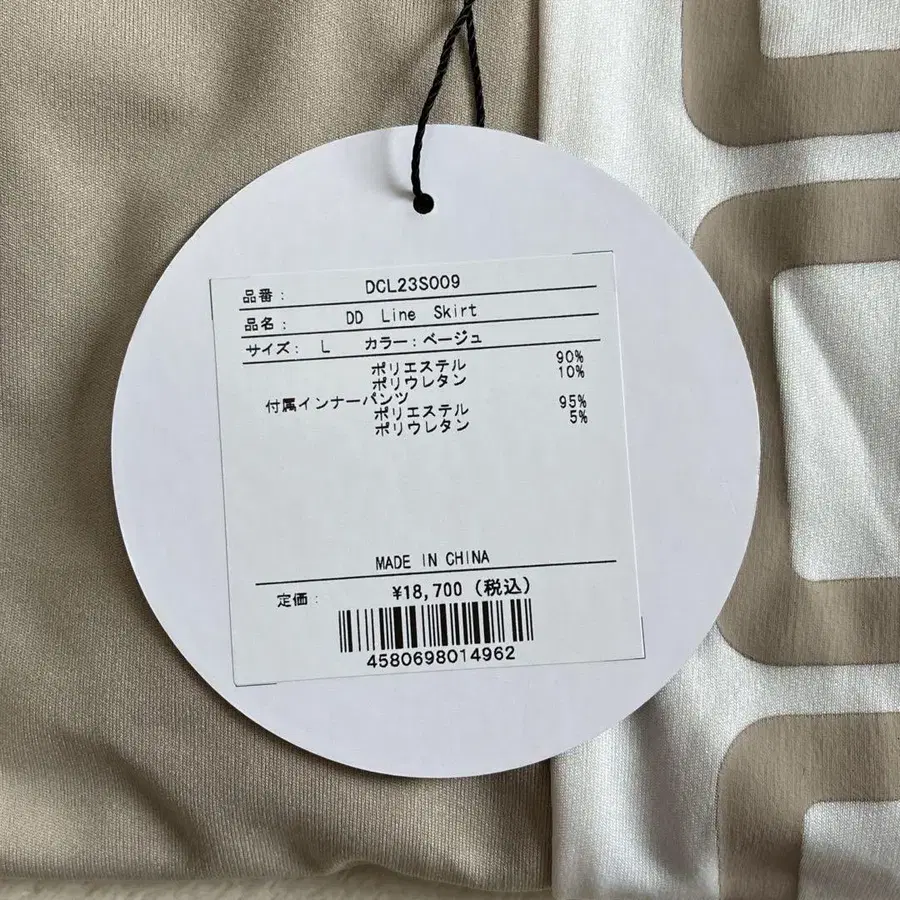 品番： DCL23S009
品名： DD Line Skirt
サイズ： L カラー：ベージュ
ポリエステル 90%
ポリウレタン 10%
付属インナーパンツ
ポリエステル 95%
ポリウレタン 5%
MADE IN CHINA
定価： ¥18,700（税込）
4580698014962